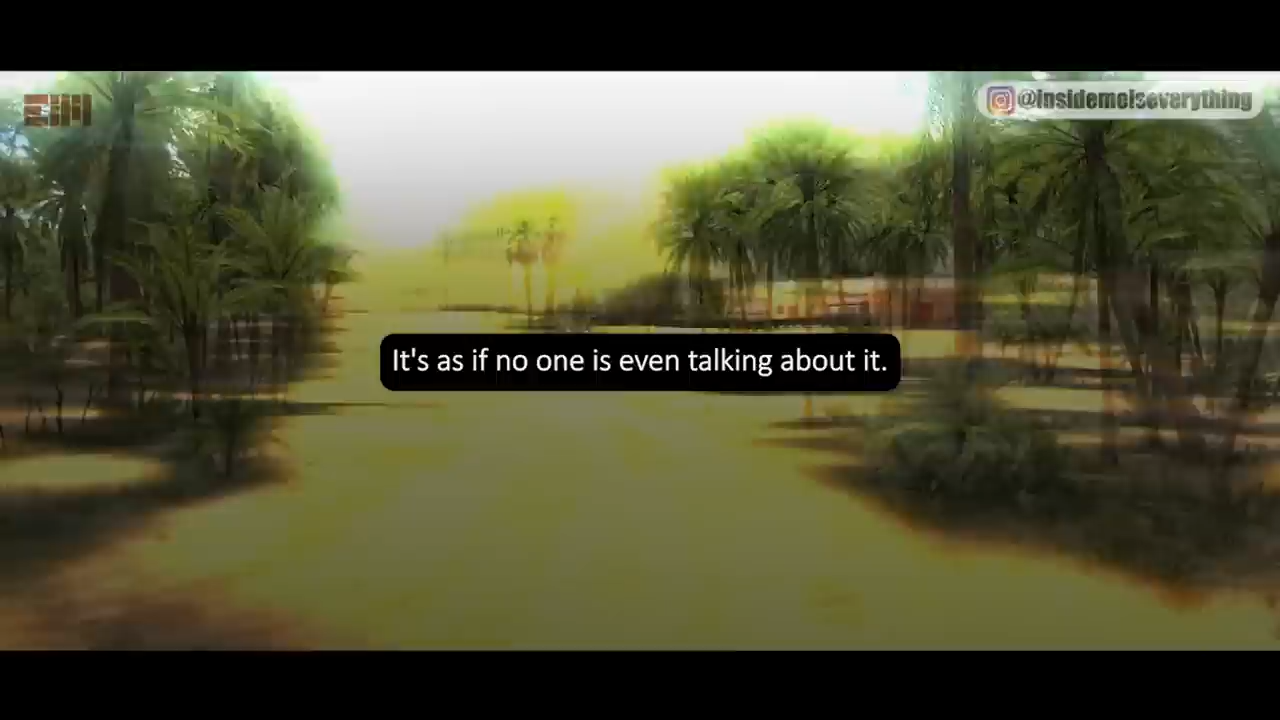 @insidemeiseverything
It's as if no one is even talking about it.